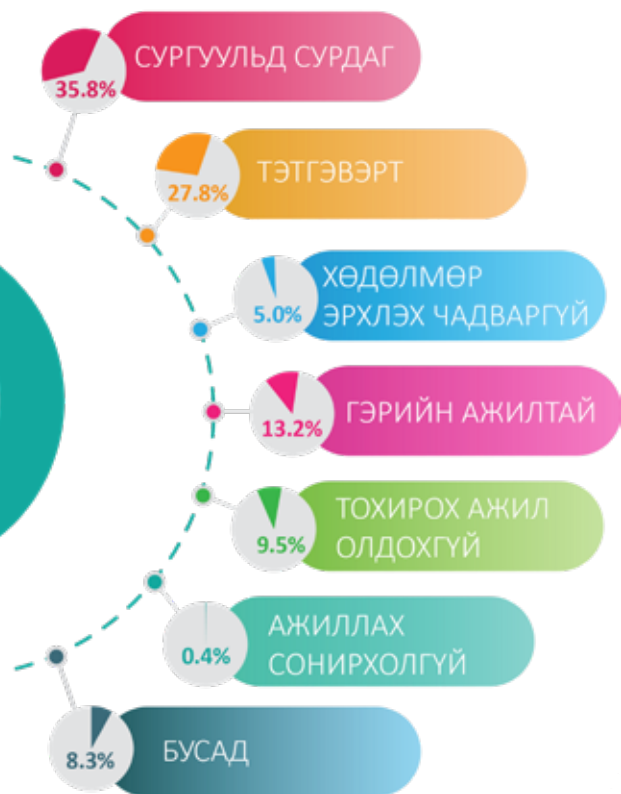 СУРГУУЛЬД СУРДАГ
35.8%
ТЭТГЭВЭРТ
27.8%
ХӨДӨЛМӨР
ЭРХЛЭХ ЧАДВАРГҮЙ
5.0%
ГЭРИЙН АЖИЛТАЙ
13.2%
ТОХИРОХ АЖИЛ
ОЛДОХГҮЙ
9.5%
АЖИЛЛАХ
СОНИРХОЛГҮЙ
0.4%
БУСАД
8.3%